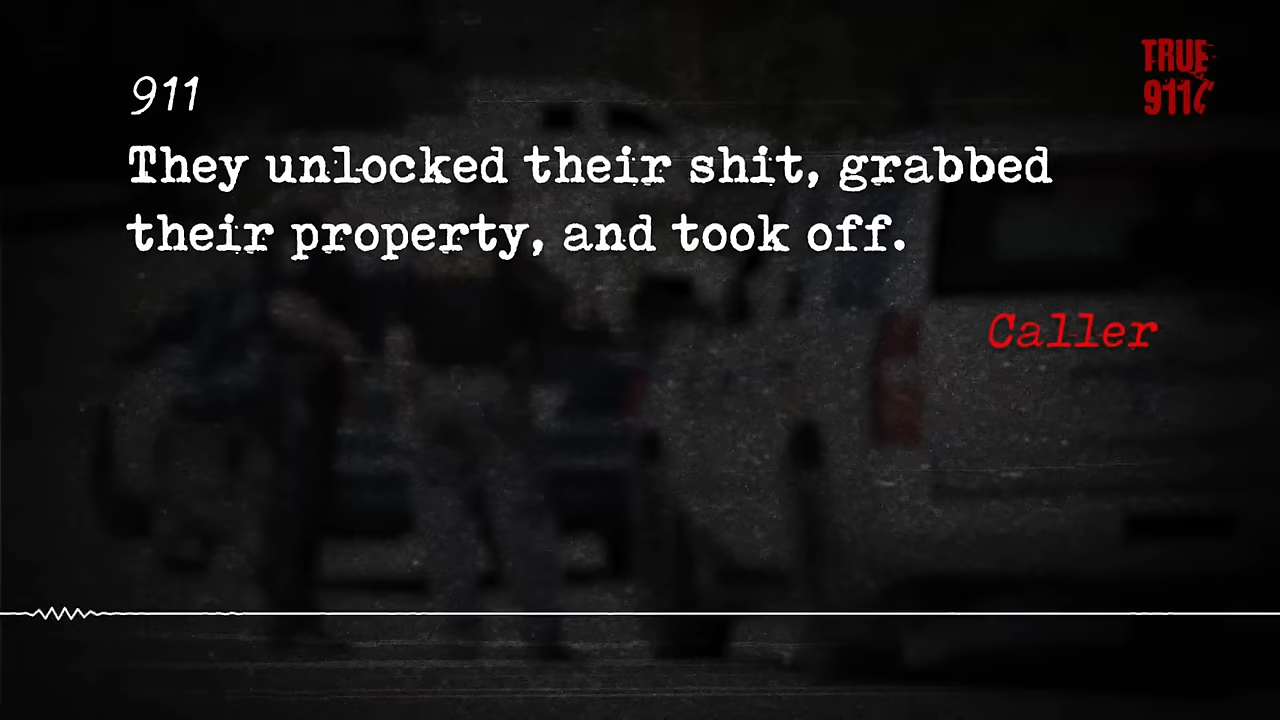 911
TRUE
911
They unlocked their shit, grabbed
their property, and took off.
Caller